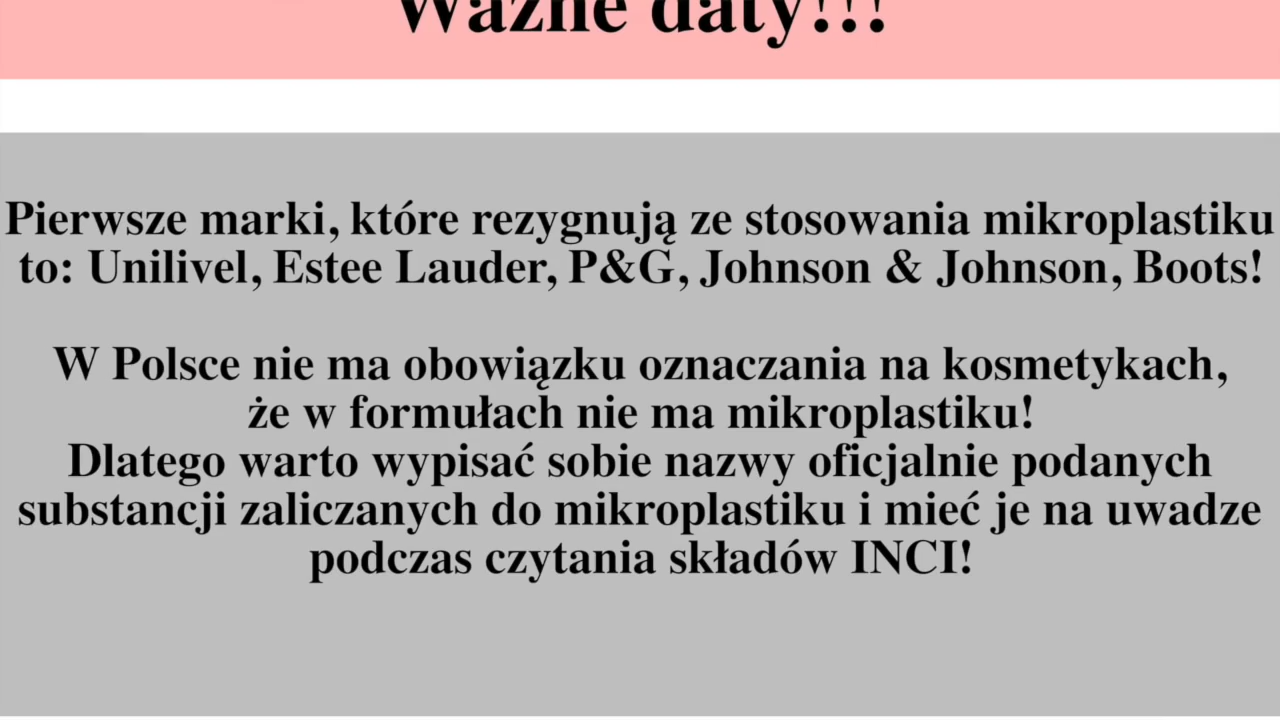 Ważne daty!!!
Pierwsze marki, które rezygnują ze stosowania mikroplastiku
to: Unilivel, Estee Lauder, P&G, Johnson & Johnson, Boots!
W Polsce nie ma obowiązku oznaczania na kosmetykach,
że w formułach nie ma mikroplastiku!
Dlatego warto wypisać sobie nazwy oficjalnie podanych
substancji zaliczanych do mikroplastiku i mieć je na uwadze
podczas czytania składów INCI!